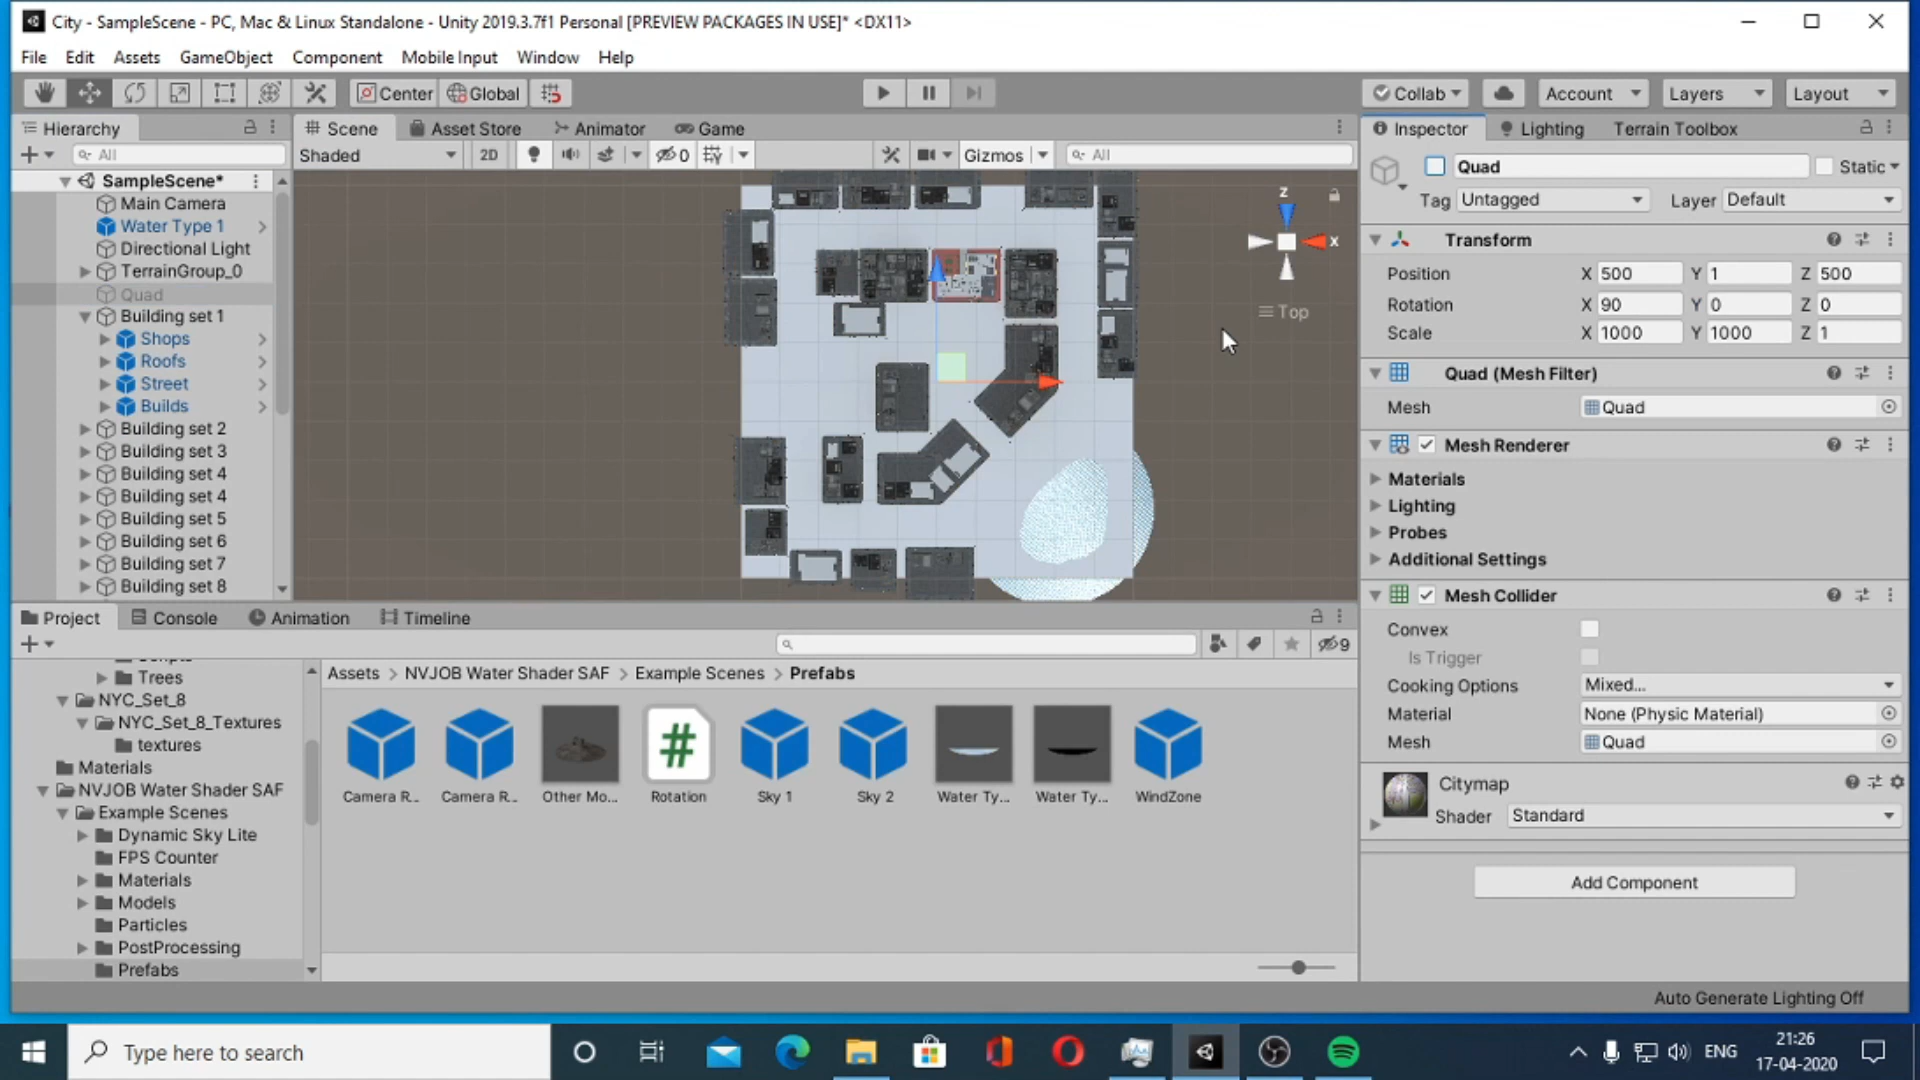 City - SampleScene - PC, Mac & Linux Standalone - Unity 2019.3.7f1 Personal [PREVIEW PACKAGES IN USE]* <DX11>
File Edit Assets GameObject Component Mobile Input Window Help
Center Global Collab Account Layers Layout
Hierarchy
All
SampleScene*
Main Camera
Water Type 1
Directional Light
TerrainGroup_0
Quad
Building set 1
Shops
Roofs
Street
Builds
Building set 2
Building set 3
Building set 4
Building set 4
Building set 5
Building set 6
Building set 7
Building set 8
Scene Asset Store Animator Game
Shaded 2D 0 Gizmos All
z
x
Top
Inspector Lighting Terrain Toolbox
Quad Static
Tag Untagged Layer Default
Transform
Position X 500 Y 1 Z 500
Rotation X 90 Y 0 Z 0
Scale X 1000 Y 1000 Z 1
Quad (Mesh Filter)
Mesh Quad
Mesh Renderer
Materials
Lighting
Probes
Additional Settings
Mesh Collider
Convex
Is Trigger
Cooking Options Mixed...
Material None (Physic Material)
Mesh Quad
Citymap
Shader Standard
Add Component
Project Console Animation Timeline
9
Trees
NYC_Set_8
NYC_Set_8_Textures
textures
Materials
NVJOB Water Shader SAF
Example Scenes
Dynamic Sky Lite
FPS Counter
Materials
Models
Particles
PostProcessing
Prefabs
Assets > NVJOB Water Shader SAF > Example Scenes > Prefabs
#
Camera R... Camera R... Other Mo... Rotation Sky 1 Sky 2 Water Ty... Water Ty... WindZone
Auto Generate Lighting Off
Type here to search
ENG
21:26
17-04-2020